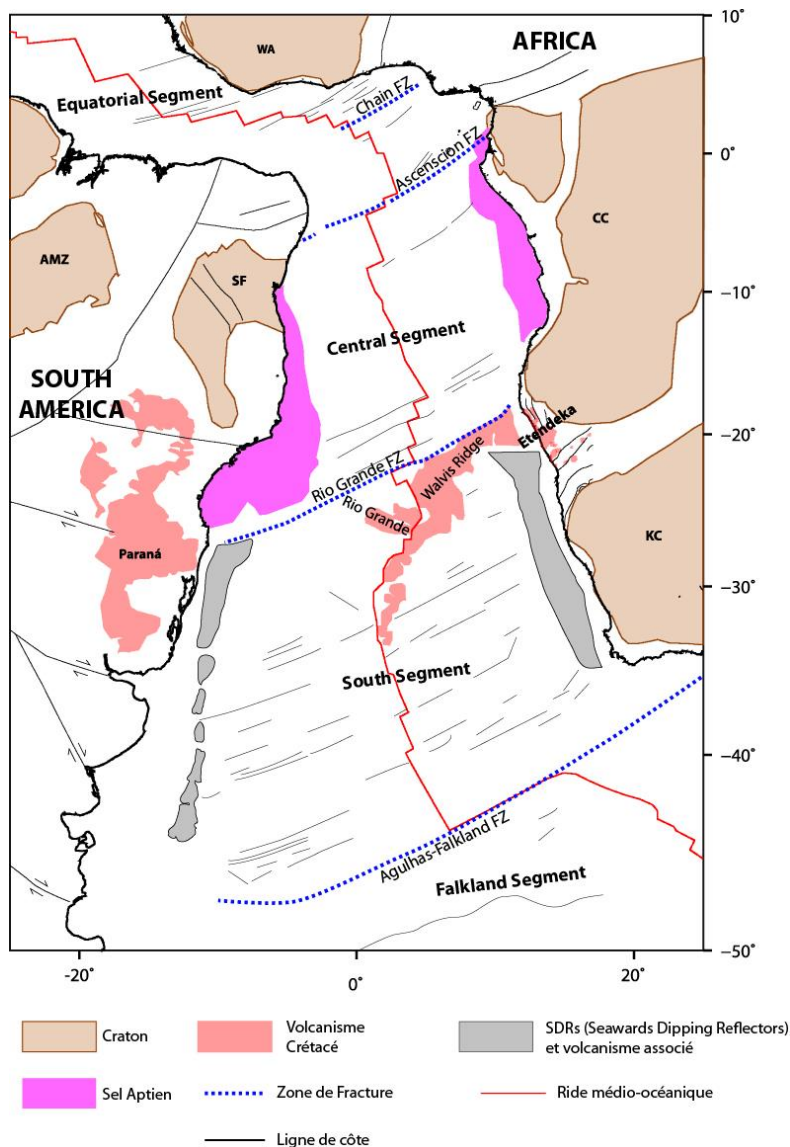 10˚
WA
AFRICA
Equatorial Segment
Chain FZ
Ascenscion FZ
0˚
CC
AMZ
SF
−10˚
Central Segment
SOUTH
AMERICA
Etendeka
−20˚
Rio Grande FZ
Walvis Ridge
Rio Grande
Paraná
KC
−30˚
South Segment
−40˚
Agulhas-Falkland FZ
Falkland Segment
−50˚
-20˚
0˚
20˚
Craton
Volcanisme
Crétacé
SDRs (Seawards Dipping Reflectors)
et volcanisme associé
Sel Aptien
Zone de Fracture
Ride médio-océanique
Ligne de côte